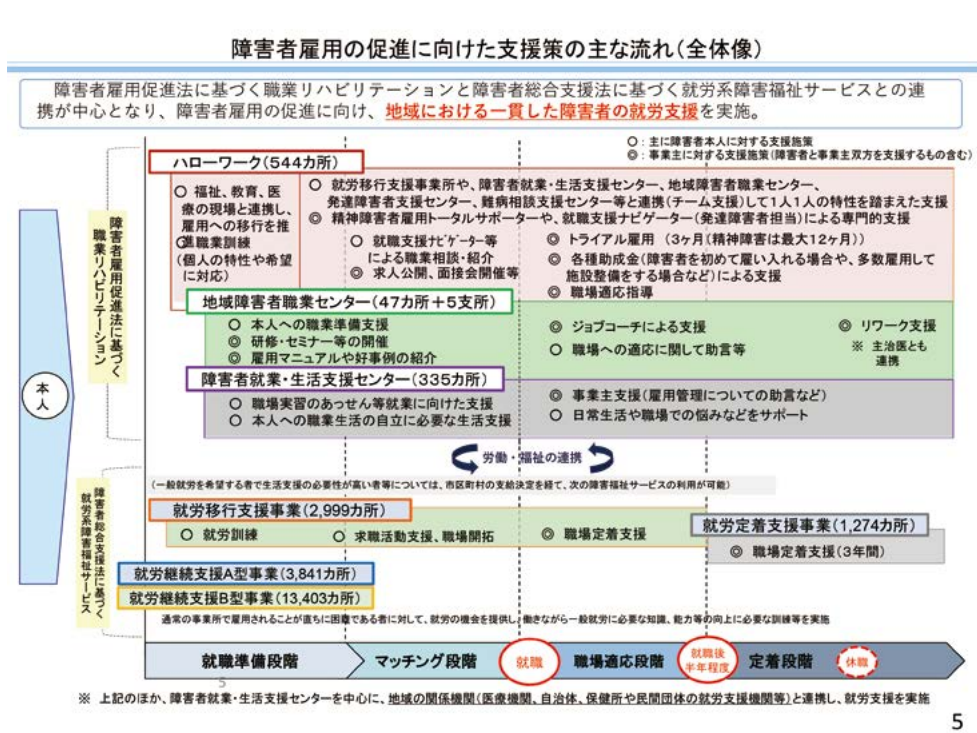 障害者雇用の促進に向けた支援策の主な流れ(全体像)
障害者雇用促進法に基づく職業リハビリテーションと障害者総合支援法に基づく就労系障害福祉サービスとの連
携が中心となり、障害者雇用の促進に向け、地域における一貫した障害者の就労支援を実施。
○:主に障害者本人に対する支援施策
◎:事業主に対する支援施策(障害者と事業主双方を支援するもの含む)
本人
障害者雇用促進法に基づく
職業リハビリテーション
ハローワーク(544カ所)
○ 福祉、教育、医
療の現場と連携し、
雇用への移行を推
進
◎職業訓練
(個人の特性や希望
に対応)
○ 就労移行支援事業所や、障害者就業・生活支援センター、地域障害者職業センター、
発達障害者支援センター、難病相談支援センター等と連携(チーム支援)して1人1人の特性を踏まえた支援
◎ 精神障害者雇用トータルサポーターや、就職支援ナビゲーター(発達障害者担当)による専門的支援
○ 就職支援ナビゲーター等
による職業相談・紹介
◎ 求人公開、面接会開催等
◎ トライアル雇用 (3ヶ月(精神障害は最大12ヶ月))
◎ 各種助成金(障害者を初めて雇い入れる場合や、多数雇用して
施設整備をする場合など)による支援
◎ 職場適応指導
地域障害者職業センター(47カ所+5支所)
○ 本人への職業準備支援
◎ 研修・セミナー等の開催
◎ 雇用マニュアルや好事例の紹介
◎ ジョブコーチによる支援
○ 職場への適応に関して助言等
◎ リワーク支援
※ 主治医とも
連携
障害者就業・生活支援センター(335カ所)
○ 職場実習のあっせん等就業に向けた支援
○ 本人への職業生活の自立に必要な生活支援
◎ 事業主支援(雇用管理についての助言など)
○ 日常生活や職場での悩みなどをサポート
労働・福祉の連携
障害者総合支援法に基づく
就労系障害福祉サービス
(一般就労を希望する者で生活支援の必要性が高い者等については、市区町村の支給決定を経て、次の障害福祉サービスの利用が可能)
就労移行支援事業(2,999カ所)
○ 就労訓練
○ 求職活動支援、職場開拓
◎ 職場定着支援
就労定着支援事業(1,274カ所)
◎ 職場定着支援(3年間)
就労継続支援A型事業(3,841カ所)
就労継続支援B型事業(13,403カ所)
通常の事業所で雇用されることが直ちに困難である者に対して、就労の機会を提供し、働きながら一般就労に必要な知識、能力等の向上に必要な訓練等を実施
就職準備段階
マッチング段階
就職
職場適応段階
就職後
半年程度
定着段階
休職
5
※ 上記のほか、障害者就業・生活支援センターを中心に、地域の関係機関(医療機関、自治体、保健所や民間団体の就労支援機関等)と連携し、就労支援を実施
5